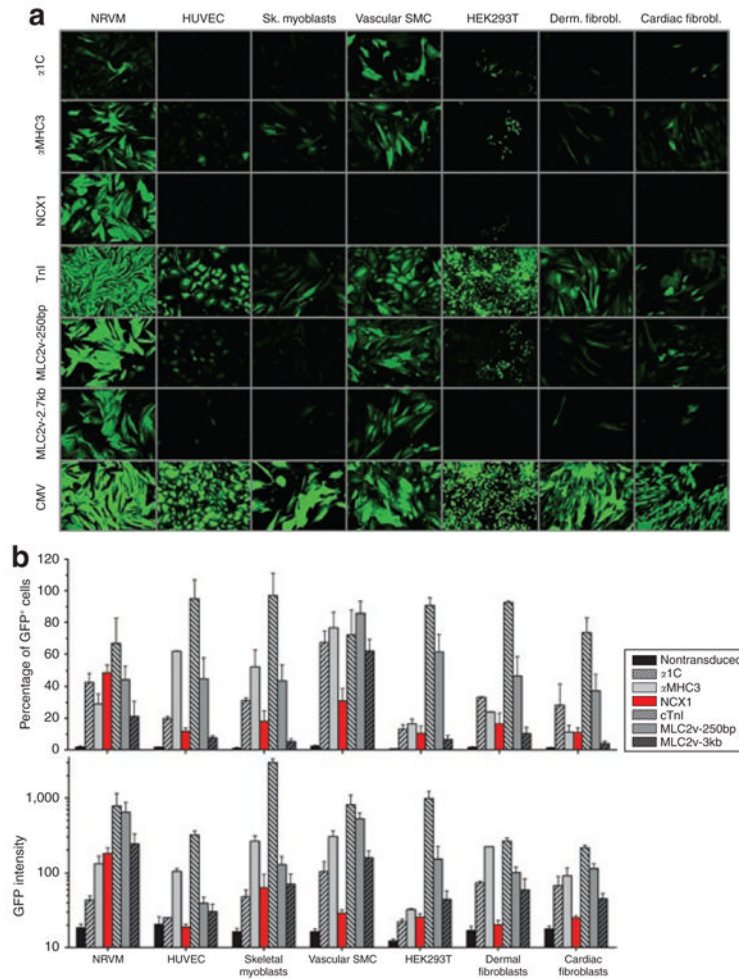 a
NRVM HUVEC Sk. myoblasts Vascular SMC HEK293T Derm. fibrobl. Cardiac fibrobl.
α1C
αMHC3
NCX1
TnI
MLC2v-250bp
MLC2v-2.7kb
CMV
b
Percentage of GFP⁺ cells
120
100
80
60
40
20
0
Nontransduced
α1C
αMHC3
NCX1
cTnI
MLC2v-250bp
MLC2v-3kb
GFP intensity
1,000
100
10
NRVM HUVEC Skeletal myoblasts Vascular SMC HEK293T Dermal fibroblasts Cardiac fibroblasts